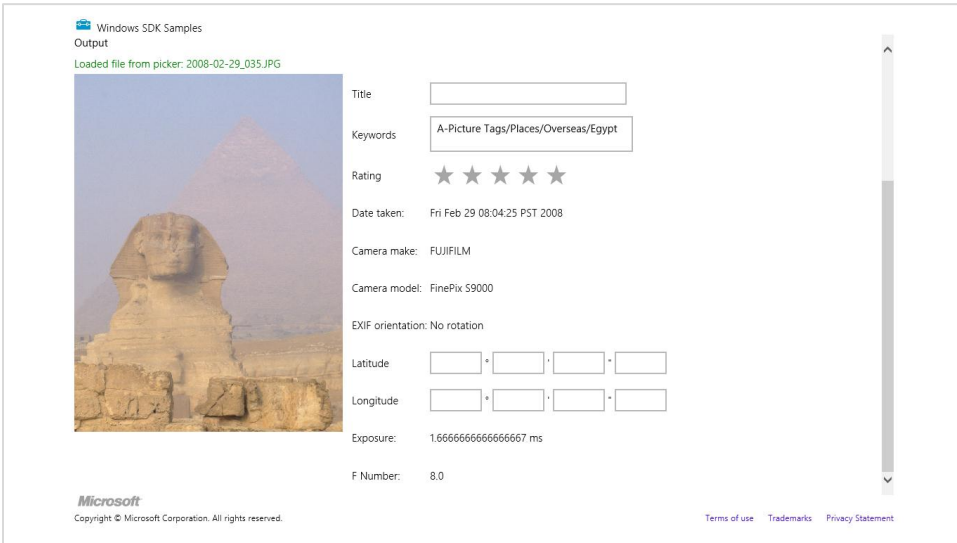 Windows SDK Samples
Output
Loaded file from picker: 2008-02-29_035.JPG
Title
Keywords A-Picture Tags/Places/Overseas/Egypt
Rating
Date taken: Fri Feb 29 08:04:25 PST 2008
Camera make: FUJIFILM
Camera model: FinePix S9000
EXIF orientation: No rotation
Latitude ° ' "
Longitude ° ' "
Exposure: 1.6666666666666667 ms
F Number: 8.0
Microsoft
Copyright © Microsoft Corporation. All rights reserved. Terms of use Trademarks Privacy Statement